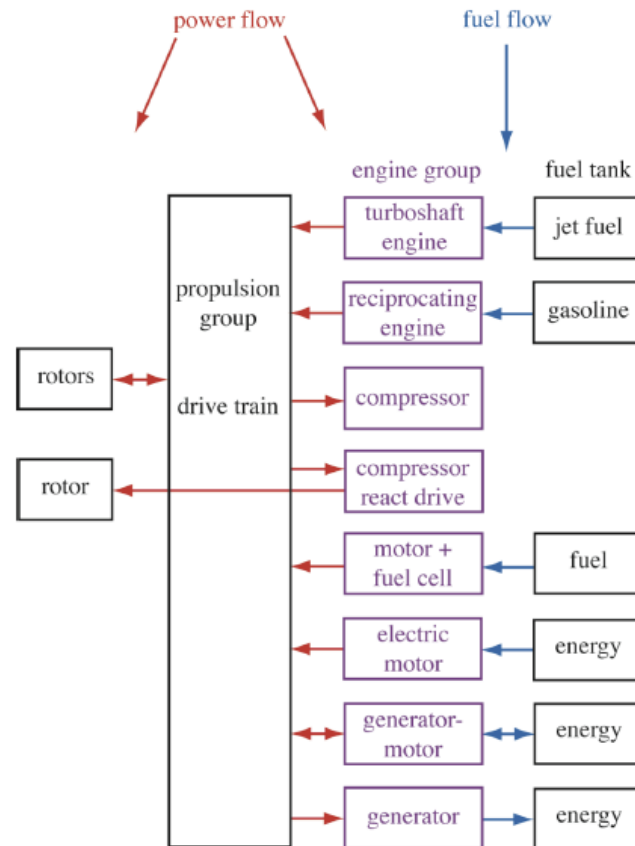 power flow
fuel flow
engine group
fuel tank
turboshaft
engine
jet fuel
propulsion
group
reciprocating
engine
gasoline
rotors
drive train
compressor
rotor
compressor
react drive
motor +
fuel cell
fuel
electric
motor
energy
generator-
motor
energy
generator
energy